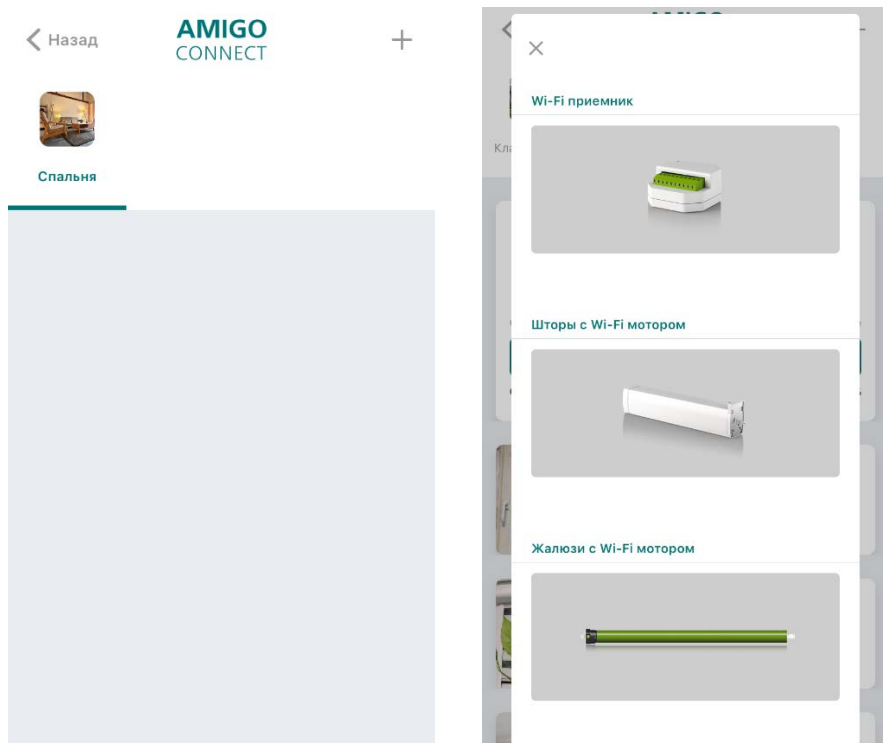 Назад
AMIGO
CONNECT
Спальня
Wi-Fi приемник
Шторы с Wi-Fi мотором
Жалюзи с Wi-Fi мотором